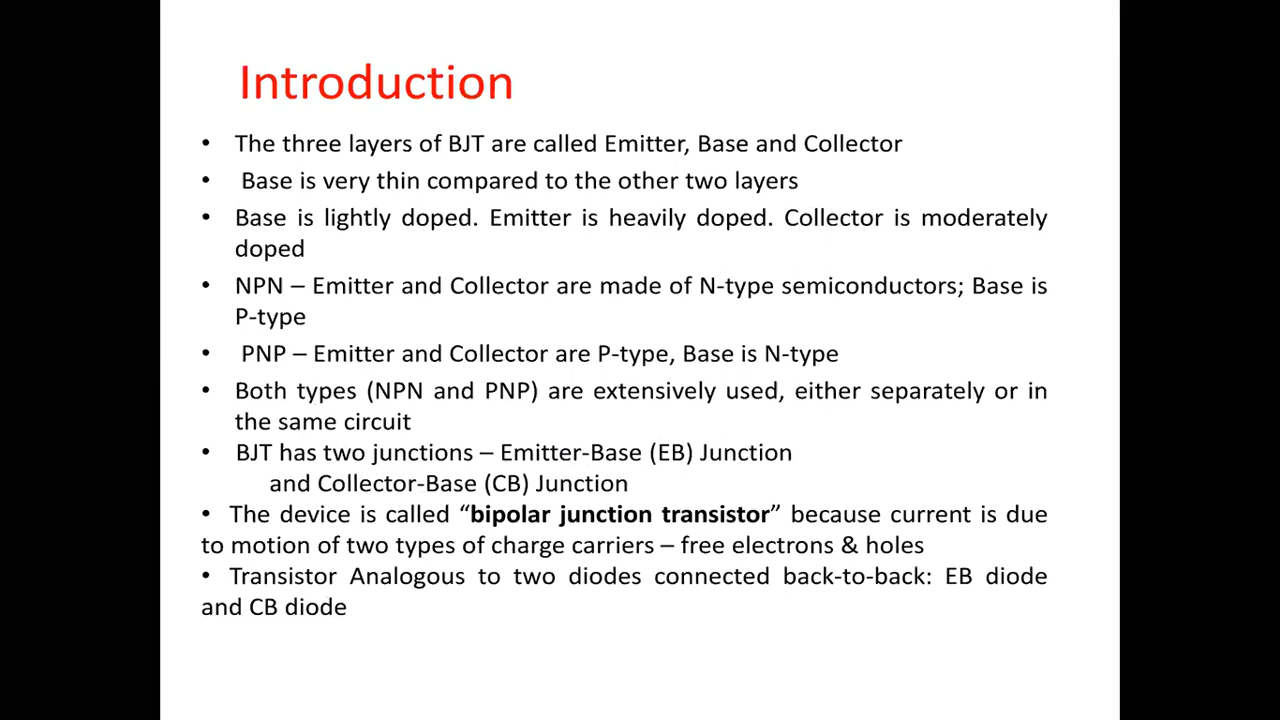 Introduction
• The three layers of BJT are called Emitter, Base and Collector
• Base is very thin compared to the other two layers
• Base is lightly doped. Emitter is heavily doped. Collector is moderately
doped
• NPN – Emitter and Collector are made of N-type semiconductors; Base is
P-type
• PNP – Emitter and Collector are P-type, Base is N-type
• Both types (NPN and PNP) are extensively used, either separately or in
the same circuit
• BJT has two junctions – Emitter-Base (EB) Junction
and Collector-Base (CB) Junction
• The device is called “bipolar junction transistor” because current is due
to motion of two types of charge carriers – free electrons & holes
• Transistor Analogous to two diodes connected back-to-back: EB diode
and CB diode